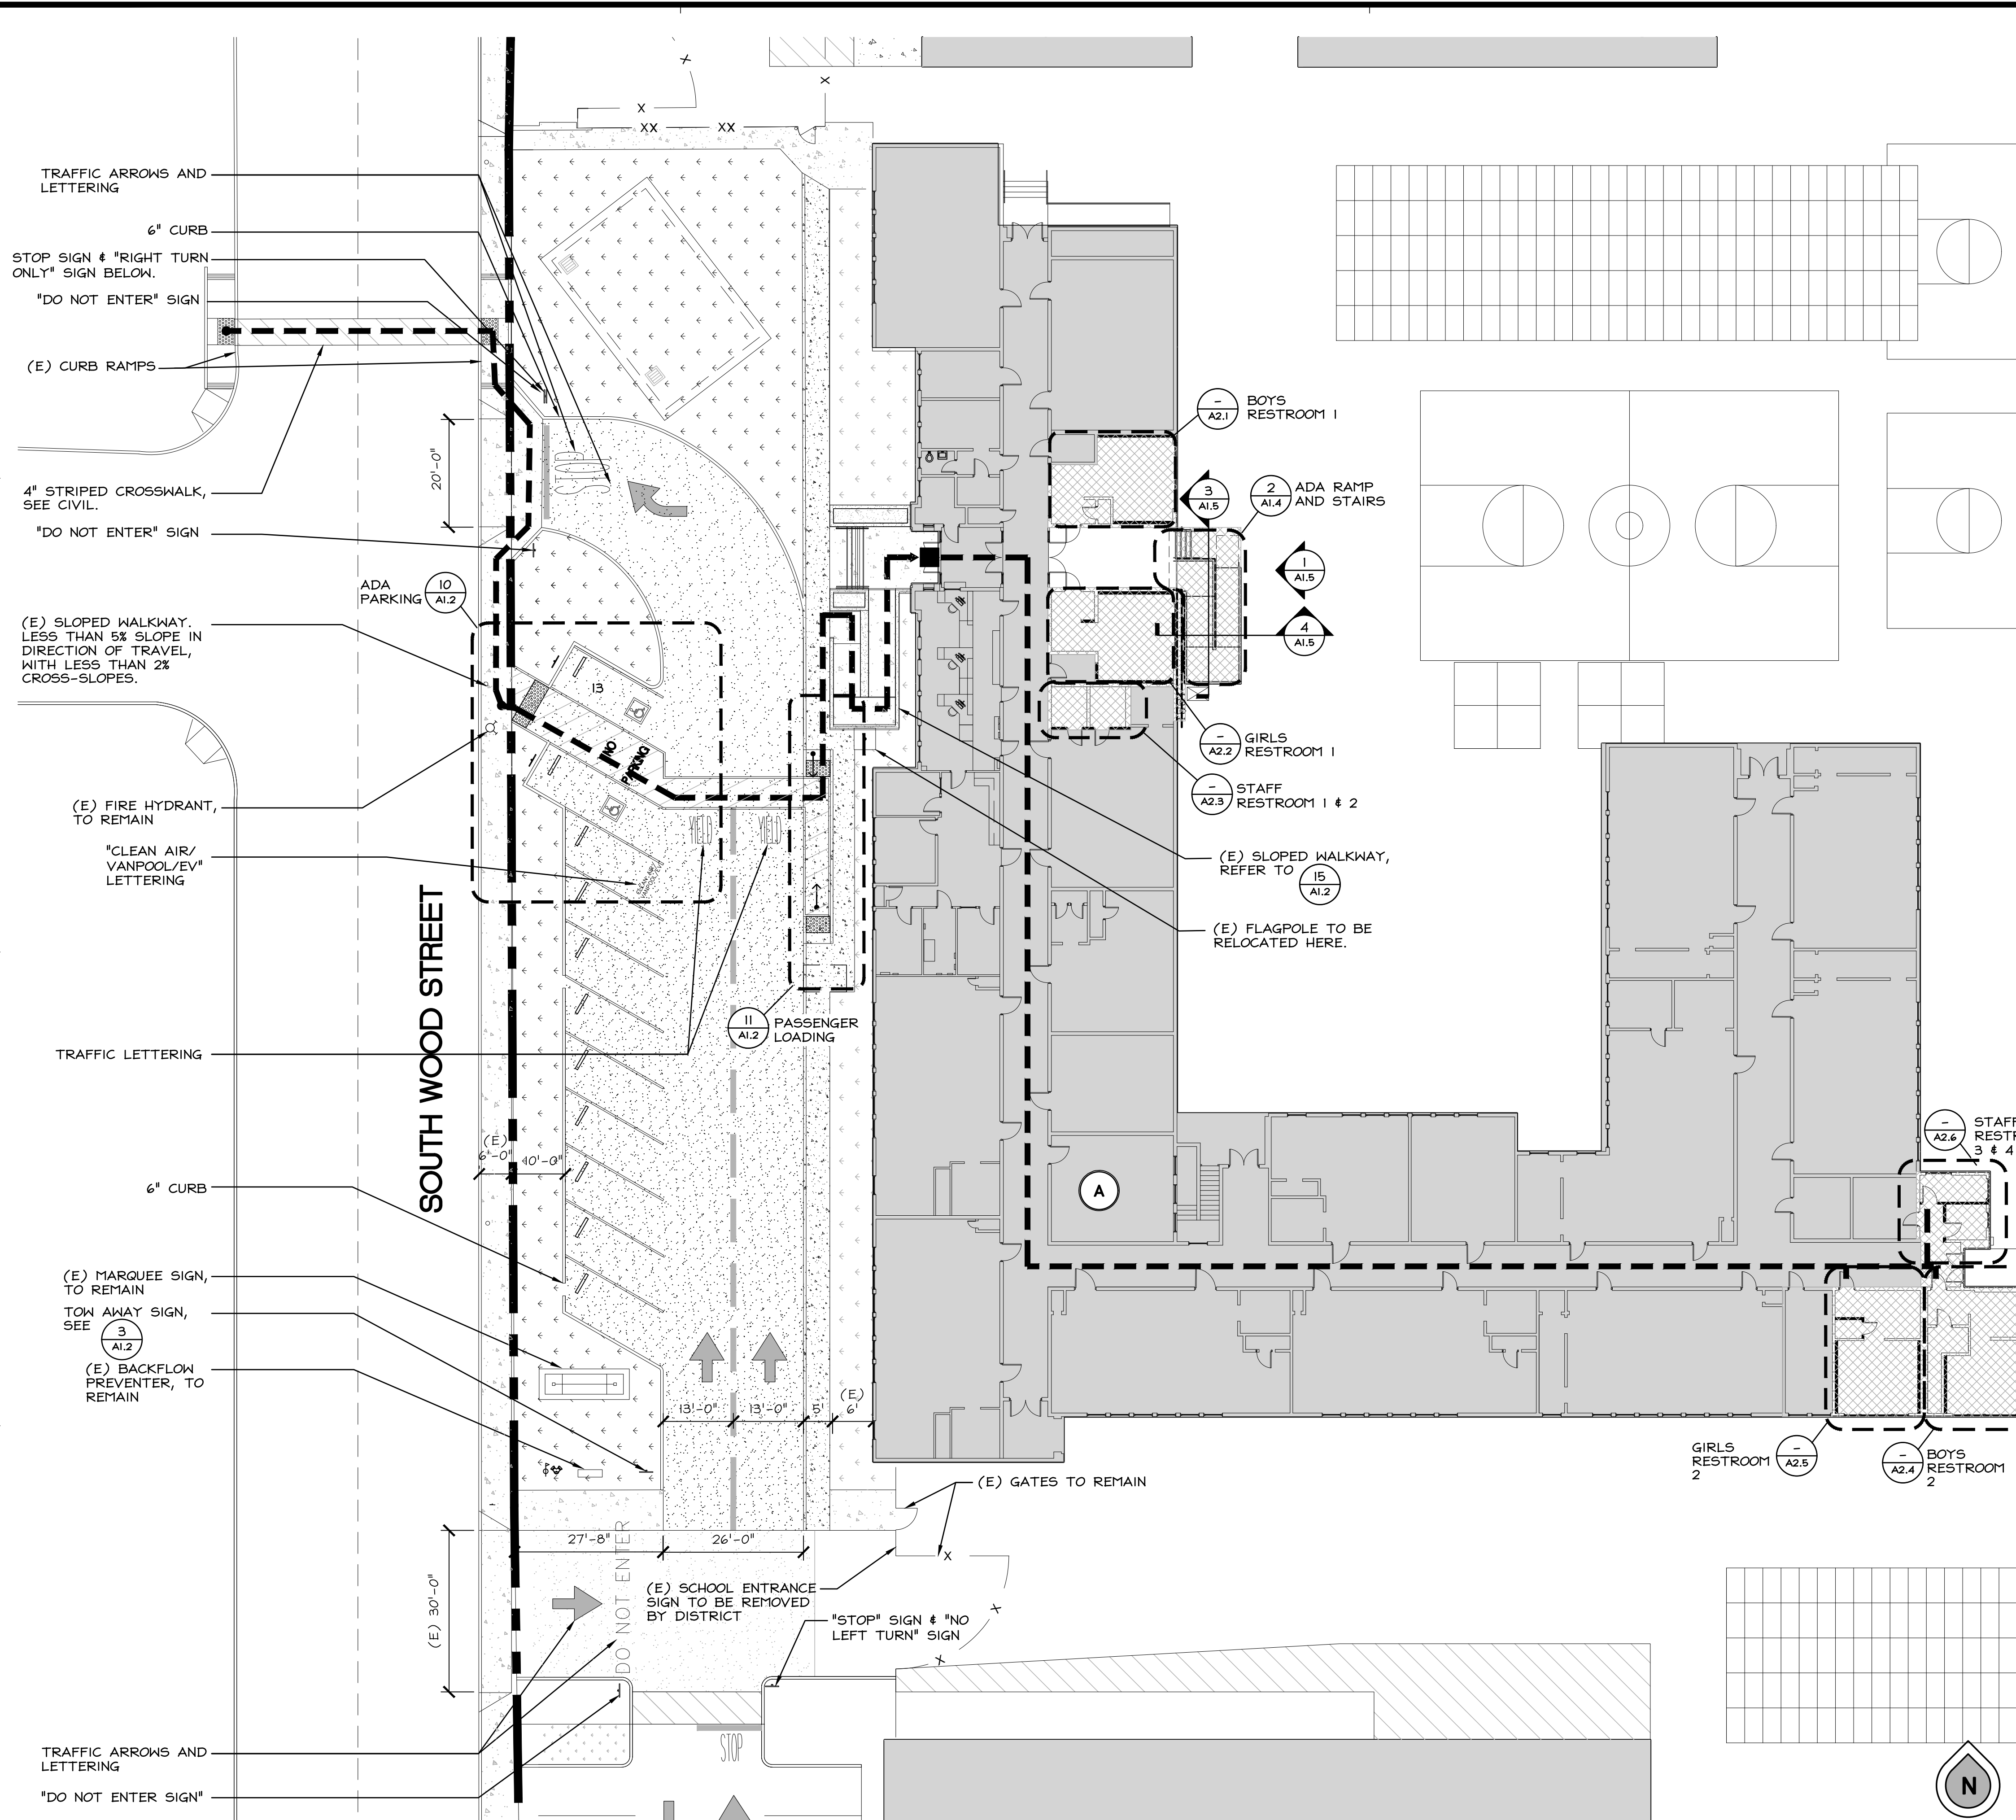 TRAFFIC ARROWS AND
LETTERING
6" CURB
STOP SIGN & "RIGHT TURN
ONLY" SIGN BELOW.
"DO NOT ENTER" SIGN
(E) CURB RAMPS
4" STRIPED CROSSWALK,
SEE CIVIL.
"DO NOT ENTER" SIGN
20'-0"
ADA
PARKING
10
A1.2
(E) SLOPED WALKWAY.
LESS THAN 5% SLOPE IN
DIRECTION OF TRAVEL,
WITH LESS THAN 2%
CROSS-SLOPES.
(E) FIRE HYDRANT,
TO REMAIN
"CLEAN AIR/
VANPOOL/EV"
LETTERING
SOUTH WOOD STREET
TRAFFIC LETTERING
(E)
6'-0"
10'-0"
6" CURB
(E) MARQUEE SIGN,
TO REMAIN
TOW AWAY SIGN,
SEE
3
A1.2
(E) BACKFLOW
PREVENTER, TO
REMAIN
(E) 30'-0"
TRAFFIC ARROWS AND
LETTERING
"DO NOT ENTER SIGN"
X
X
X
XX
XX
13
NO
PARKING
YIELD
YIELD
11
A1.2
PASSENGER
LOADING
13'-0"
13'-0"
5'
(E)
6'
27'-8"
26'-0"
DO NOT ENTER
(E) GATES TO REMAIN
X
X
X
(E) SCHOOL ENTRANCE
SIGN TO BE REMOVED
BY DISTRICT
"STOP" SIGN & "NO
LEFT TURN" SIGN
STOP
-
A2.1
BOYS
RESTROOM 1
3
A1.5
2
A1.4
ADA RAMP
AND STAIRS
1
A1.5
4
A1.5
-
A2.2
GIRLS
RESTROOM 1
-
A2.3
STAFF
RESTROOM 1 & 2
(E) SLOPED WALKWAY,
REFER TO
15
A1.2
(E) FLAGPOLE TO BE
RELOCATED HERE.
A
-
A2.6
3 & 4
GIRLS
RESTROOM
2
-
A2.5
-
A2.4
BOYS
RESTROOM
2
N